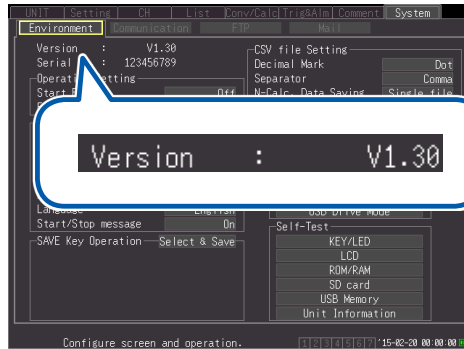 UNIT Setting CH List Conv/Calc Trig&Alm Comment System
Environment Communication FTP Mail
Version : V1.30
Serial : 123456789
CSV file Setting
Decimal Mark Dot
Separator Comma
N-Calc. Data Saving Single file
Start Off
Version : V1.30
Language English
Start/Stop message On
SAVE Key Operation Select & Save
USB Drive Mode
Self-Test
KEY/LED
LCD
ROM/RAM
SD card
USB Memory
Unit Information
Configure screen and operation.
1 2 3 4 5 6 7 '15-02-20 00:00:00